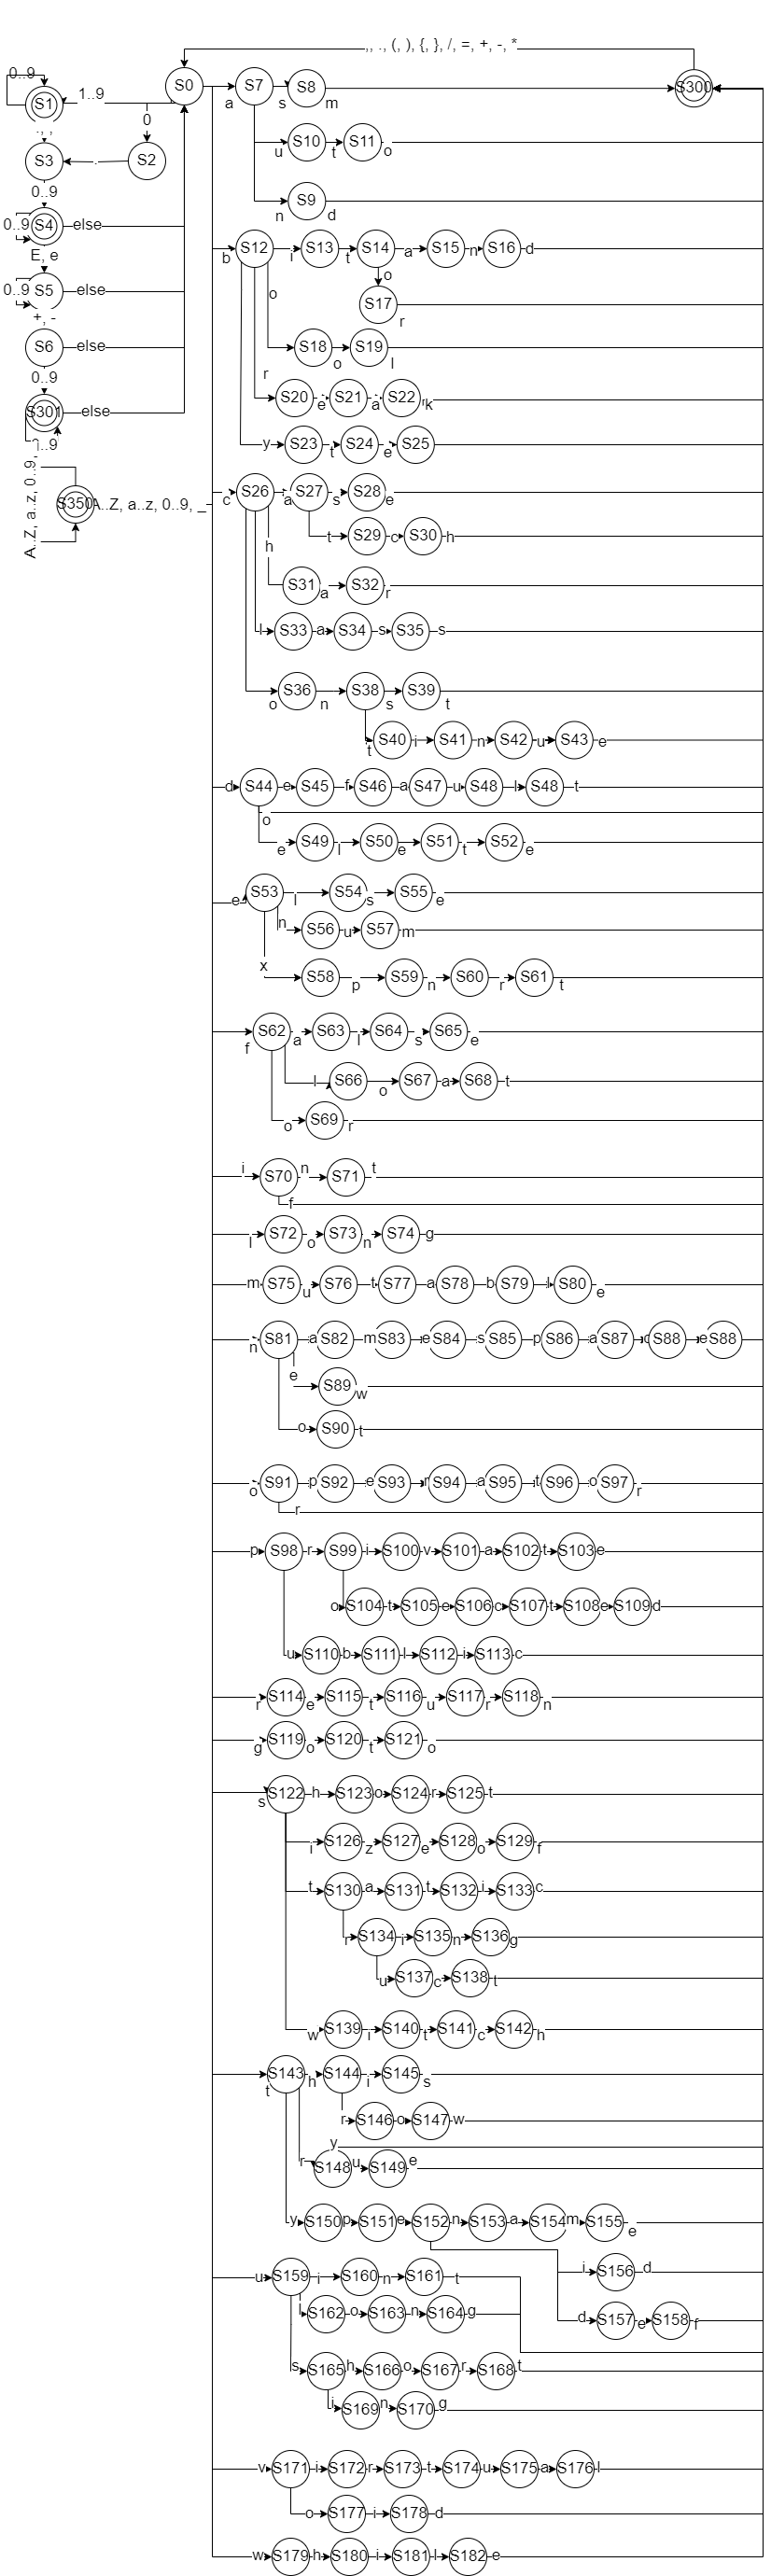 ,, ., (, ), {, }, /, =, +, -, *
0..9
S1 1..9 S0 a S7 s S8 m S300
0
., ,
S3 . S2 u S10 t S11 o
0..9
n S9 d
0..9 S4 else
E, e
b S12 i S13 t S14 a S15 n S16 d
o
0..9 S5 else
S17 r
o
+, -
S6 else
S18 o S19 l
0..9
r S20 e S21 a S22 rk
S301 else
0..9
y S23 t S24 e S25
A..Z, a..z, 0..9,
S350 A..Z, a..z, 0..9, _
c S26 a S27 s S28 e
t S29 c S30 h
h
S31 a S32 r
l S33 a S34 s S35 s
o S36 n S38 s S39 t
t S40 i S41 n S42 u S43 e
d S44 e S45 f S46 a S47 u S48 l S48 t
o
e S49 l S50 e S51 t S52 e
e S53 l S54 s S55 e
n S56 u S57 m
x S58 p S59 n S60 r S61 t
f S62 a S63 l S64 s S65 e
l S66 o S67 a S68 t
o S69 r
i S70 n S71 t
f
l S72 o S73 n S74 g
m S75 u S76 t S77 a S78 b S79 l S80 e
n S81 a S82 m S83 e S84 s S85 p S86 a S87 c S88 e S88
e S89 w
o S90 t
o S91 p S92 e S93 r S94 a S95 t S96 o S97 r
r
p S98 r S99 i S100 v S101 a S102 t S103 e
o S104 t S105 e S106 c S107 t S108 e S109 d
u S110 b S111 l S112 i S113 c
r S114 e S115 t S116 u S117 r S118 n
g S119 o S120 t S121 o
s S122 h S123 o S124 r S125 t
i S126 z S127 e S128 o S129 f
t S130 a S131 t S132 i S133 c
r S134 i S135 n S136 g
u S137 c S138 t
w S139 i S140 t S141 c S142 h
t S143 h S144 i S145 s
r S146 o S147 w
y
r S148 u S149 e
y S150 p S151 e S152 n S153 a S154 m S155 e
i S156 d
u S159 i S160 n S161 t
l S162 o S163 n S164 g
d S157 e S158 f
s S165 h S166 o S167 r S168 t
i S169 n S170 g
v S171 i S172 r S173 t S174 u S175 a S176 l
o S177 i S178 d
w S179 h S180 i S181 l S182 e